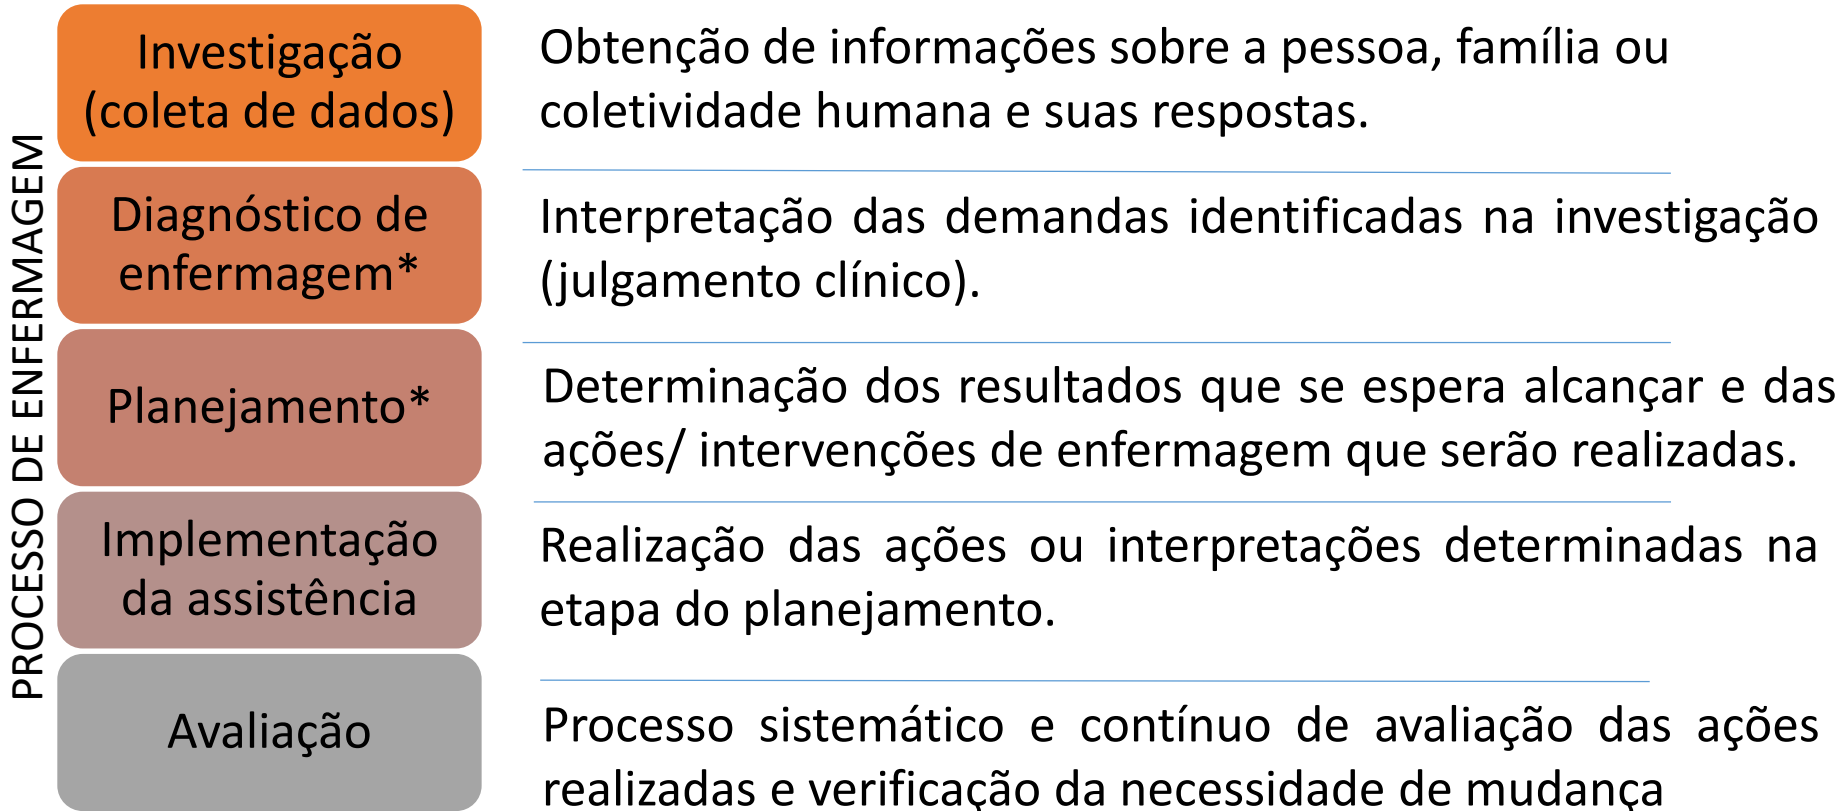 PROCESSO DE ENFERMAGEM
Investigação
(coleta de dados)
Obtenção de informações sobre a pessoa, família ou
coletividade humana e suas respostas.
Diagnóstico de
enfermagem*
Interpretação das demandas identificadas na investigação
(julgamento clínico).
Planejamento*
Determinação dos resultados que se espera alcançar e das
ações/ intervenções de enfermagem que serão realizadas.
Implementação
da assistência
Realização das ações ou interpretações determinadas na
etapa do planejamento.
Avaliação
Processo sistemático e contínuo de avaliação das ações
realizadas e verificação da necessidade de mudança